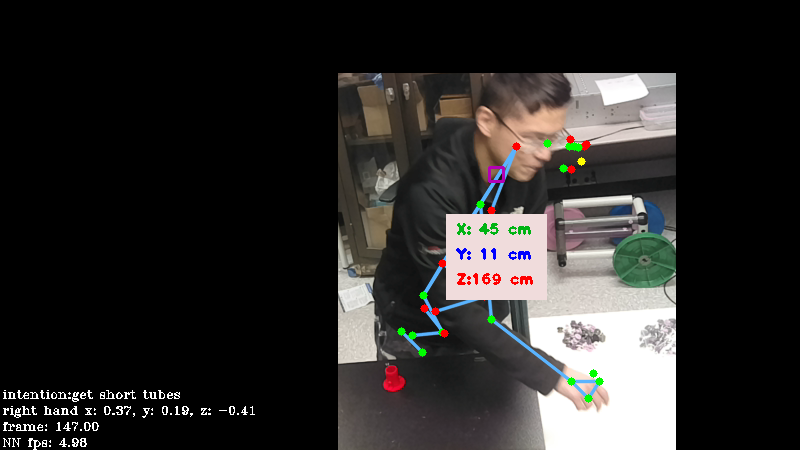 X: 45 cm
Y: 11 cm
Z:169 cm
intention:get short tubes
right hand x: 0.37, y: 0.19, z: −0.41
frame: 147.00
NN fps: 4.98